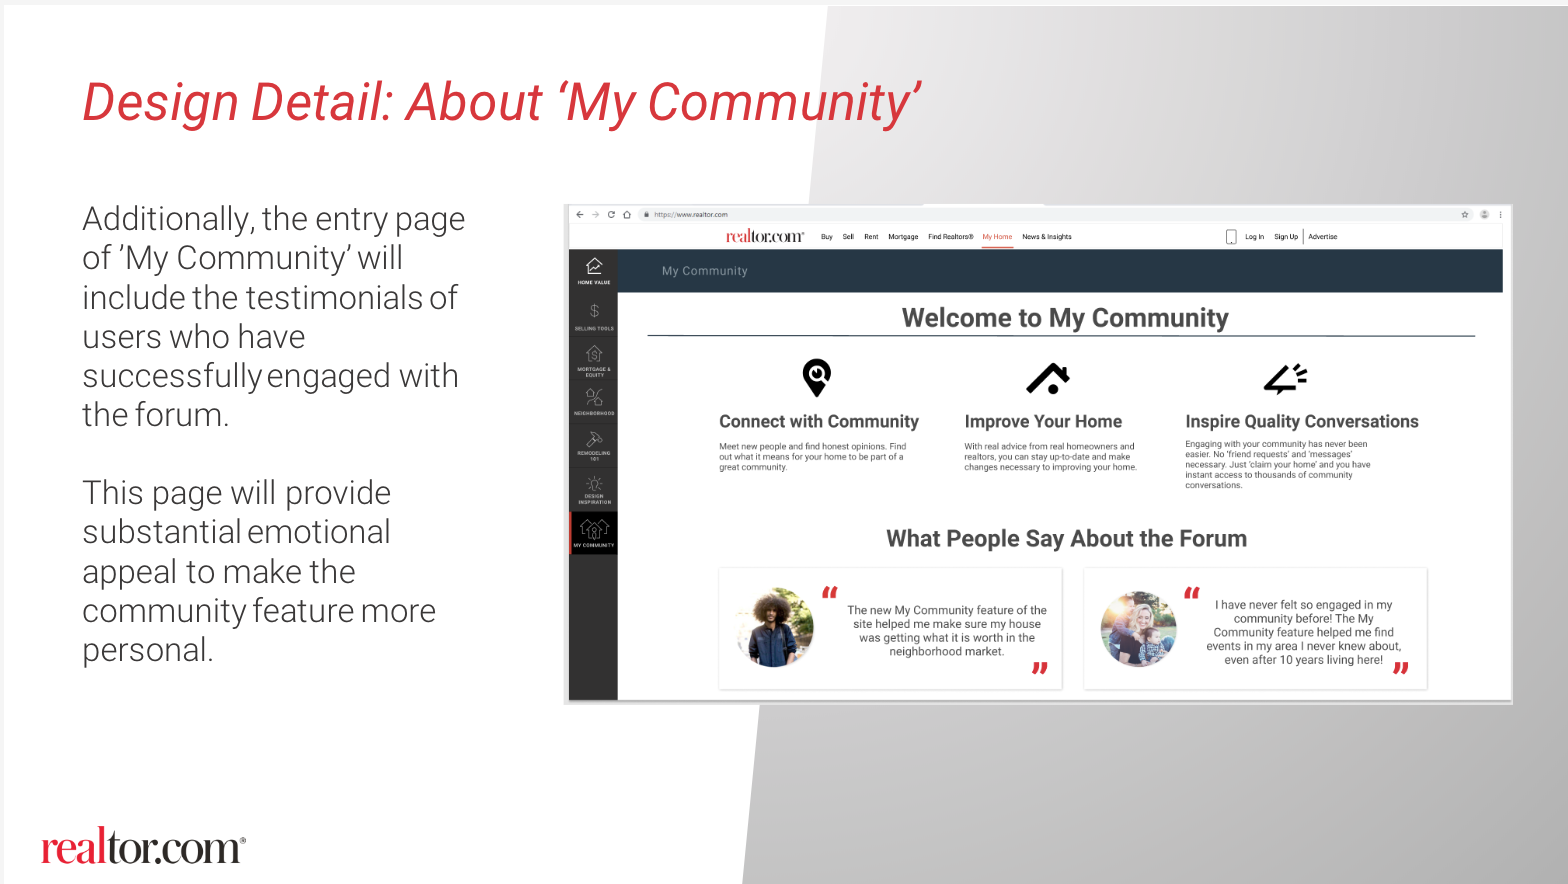 Design Detail: About ‘My Community’
Additionally, the entry page
of ’My Community’ will
include the testimonials of
users who have
successfully engaged with
the forum.
This page will provide
substantial emotional
appeal to make the
community feature more
personal.
https://www.realtor.com
realtor.com®
Buy Sell Rent Mortgage Find Realtors® My Home News & Insights
Log In Sign Up Advertise
HOME VALUE
SELLING TOOLS
MORTGAGE &
EQUITY
NEIGHBORHOOD
REMODELING
101
DESIGN
INSPIRATION
MY COMMUNITY
My Community
Welcome to My Community
Connect with Community
Meet new people and find honest opinions. Find
out what it means for your home to be part of a
great community.
Improve Your Home
With real advice from real homeowners and
realtors, you can stay up-to-date and make
changes necessary to improving your home.
Inspire Quality Conversations
Engaging with your community has never been
easier. No ‘friend requests’ and ‘messages’
necessary. Just ‘claim your home’ and you have
instant access to thousands of community
conversations.
What People Say About the Forum
“
The new My Community feature of the
site helped me make sure my house
was getting what it is worth in the
neighborhood market.
”
“
I have never felt so engaged in my
community before! The My
Community feature helped me find
events in my area I never knew about,
even after 10 years living here!
”
realtor.com®